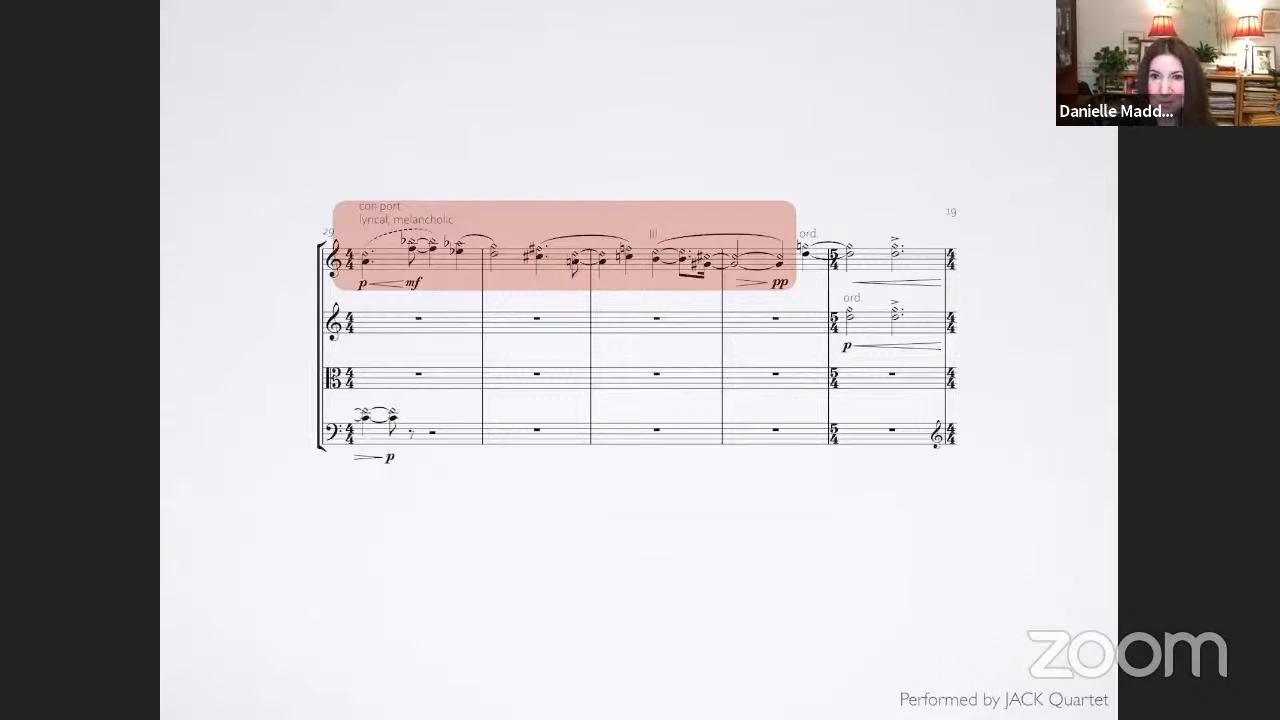 Danielle Madd...
con port.
lyrical, melancholic
19
29
III
ord.
p mf
pp
ord.
p
p
zoom
Performed by JACK Quartet